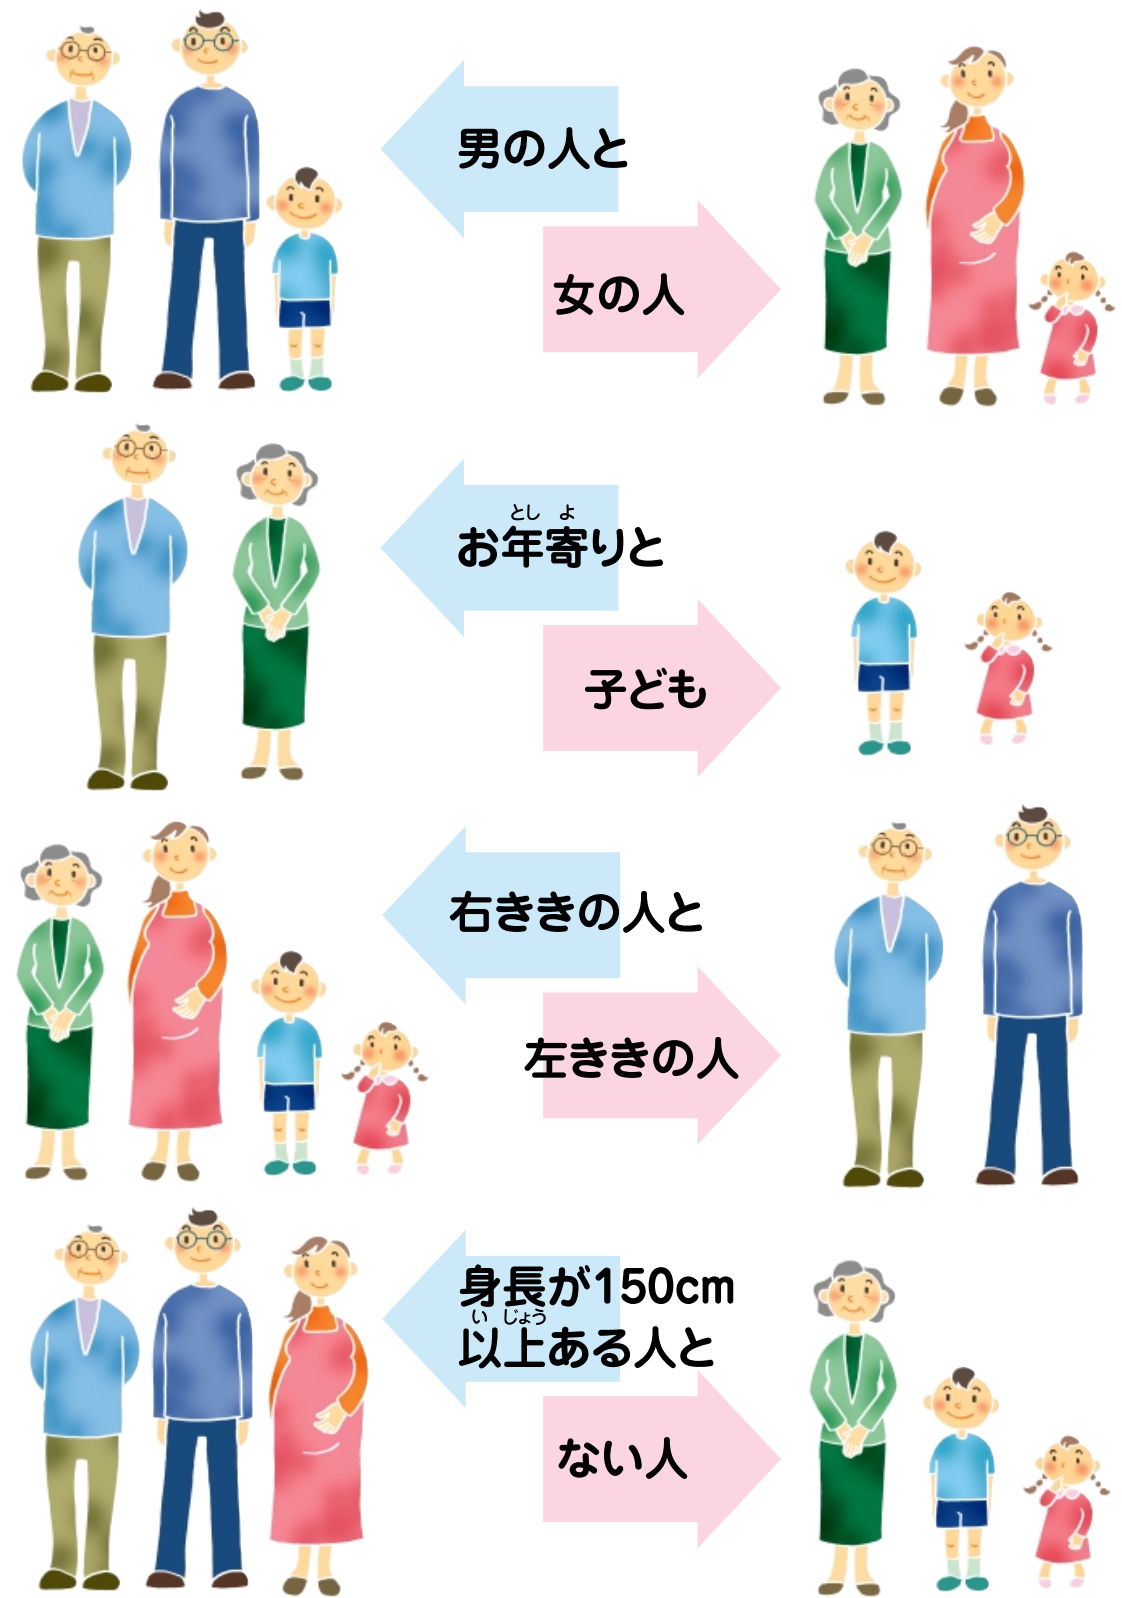 男の人と
女の人
とし よ
お年寄りと
子ども
右ききの人と
左ききの人
身長が150cm
い じょう
以上ある人と
ない人